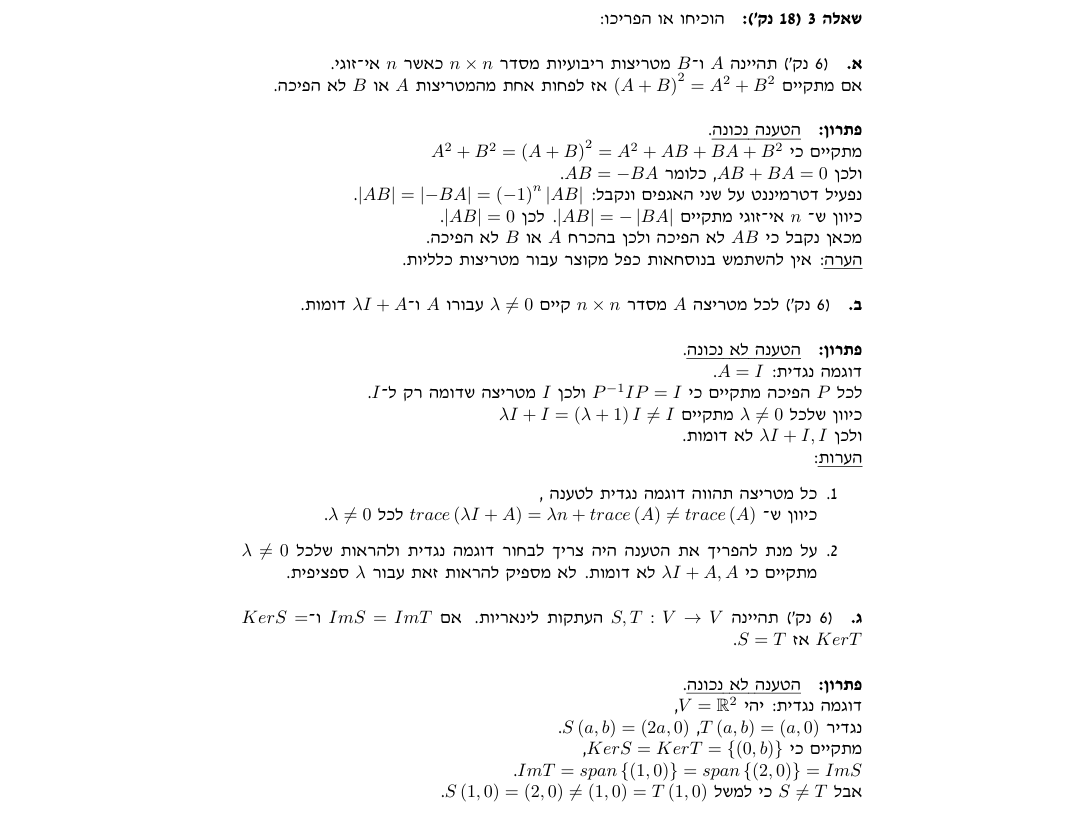 שאלה 3 (18 נק'): הוכיחו או הפריכו:
א. (6 נק') תהיינה A ו־B מטריצות ריבועיות מסדר n × n כאשר n אי־זוגי.
אם מתקיים (A + B)² = A² + B² אז לפחות אחת מהמטריצות A או B לא הפיכה.
פתרון: הטענה נכונה.
מתקיים כי A² + B² = (A + B)² = A² + AB + BA + B²
ולכן AB + BA = 0, כלומר AB = −BA.
נפעיל דטרמיננט על שני האגפים ונקבל: |AB| = |−BA| = (−1)ⁿ |AB|.
כיוון ש־ n אי־זוגי מתקיים |AB| = − |BA|. לכן |AB| = 0.
מכאן נקבל כי AB לא הפיכה ולכן בהכרח A או B לא הפיכה.
הערה: אין להשתמש בנוסחאות כפל מקוצר עבור מטריצות כלליות.
ב. (6 נק') לכל מטריצה A מסדר n × n קיים λ ≠ 0 עבורו A ו־λI + A דומות.
פתרון: הטענה לא נכונה.
דוגמה נגדית: A = I.
לכל P הפיכה מתקיים כי P⁻¹IP = I ולכן I מטריצה שדומה רק ל־I.
כיוון שלכל λ ≠ 0 מתקיים λI + I = (λ + 1) I ≠ I
ולכן λI + I, I לא דומות.
הערות:
1. כל מטריצה תהווה דוגמה נגדית לטענה ,
כיוון ש־ trace (λI + A) = λn + trace (A) ≠ trace (A) לכל λ ≠ 0.
2. על מנת להפריך את הטענה היה צריך לבחור דוגמה נגדית ולהראות שלכל λ ≠ 0
מתקיים כי λI + A, A לא דומות. לא מספיק להראות זאת עבור λ ספציפית.
ג. (6 נק') תהיינה S, T : V → V העתקות לינאריות. אם ImS = ImT ו־KerS =
KerT אז S = T.
פתרון: הטענה לא נכונה.
דוגמה נגדית: יהי V = ℝ²,
נגדיר T (a, b) = (a, 0), S (a, b) = (2a, 0).
מתקיים כי KerS = KerT = {(0, b)},
ImT = span {(1, 0)} = span {(2, 0)} = ImS.
אבל S ≠ T כי למשל S (1, 0) = (2, 0) ≠ (1, 0) = T (1, 0).